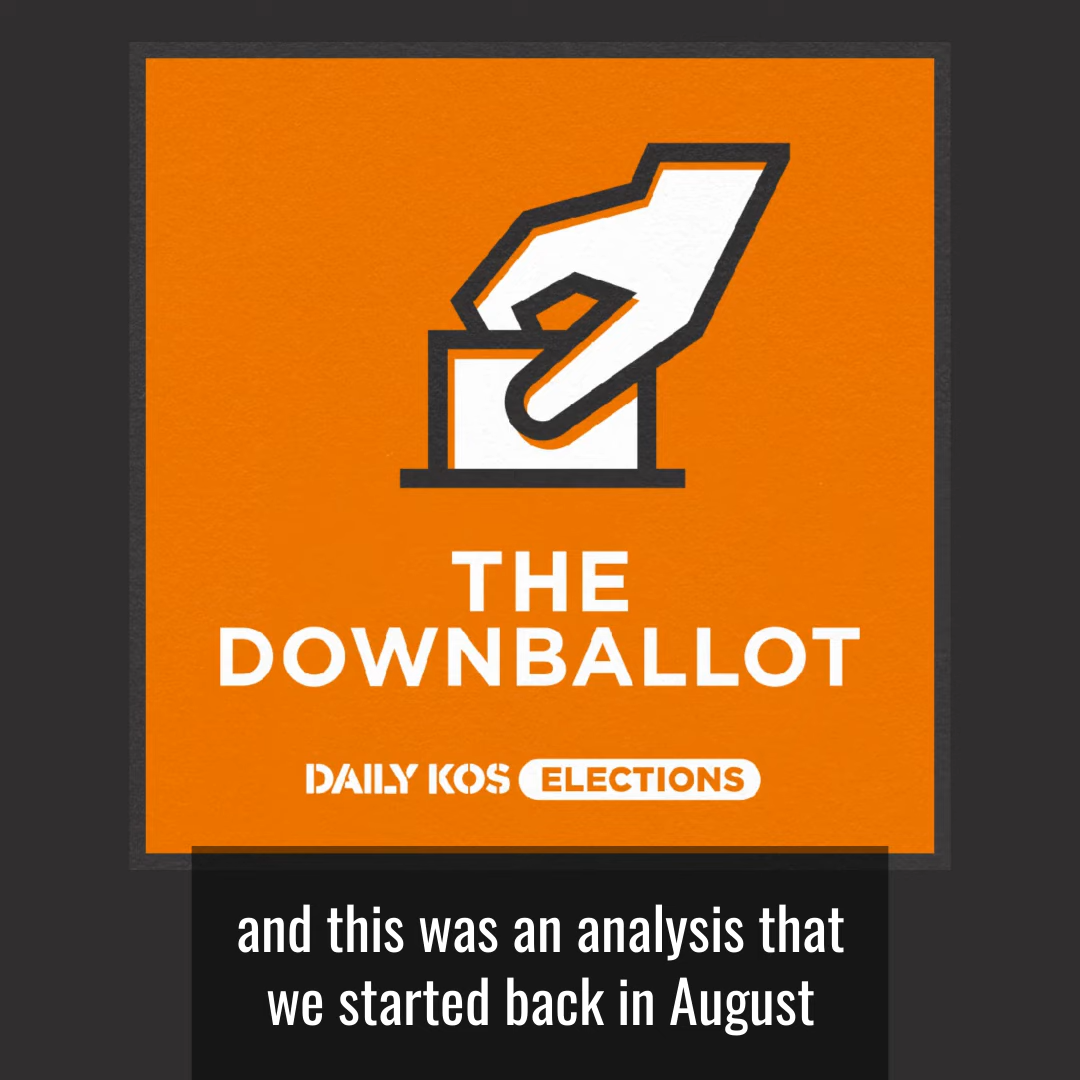 THE
DOWNBALLOT
DAILY KOS ELECTIONS
and this was an analysis that
we started back in August